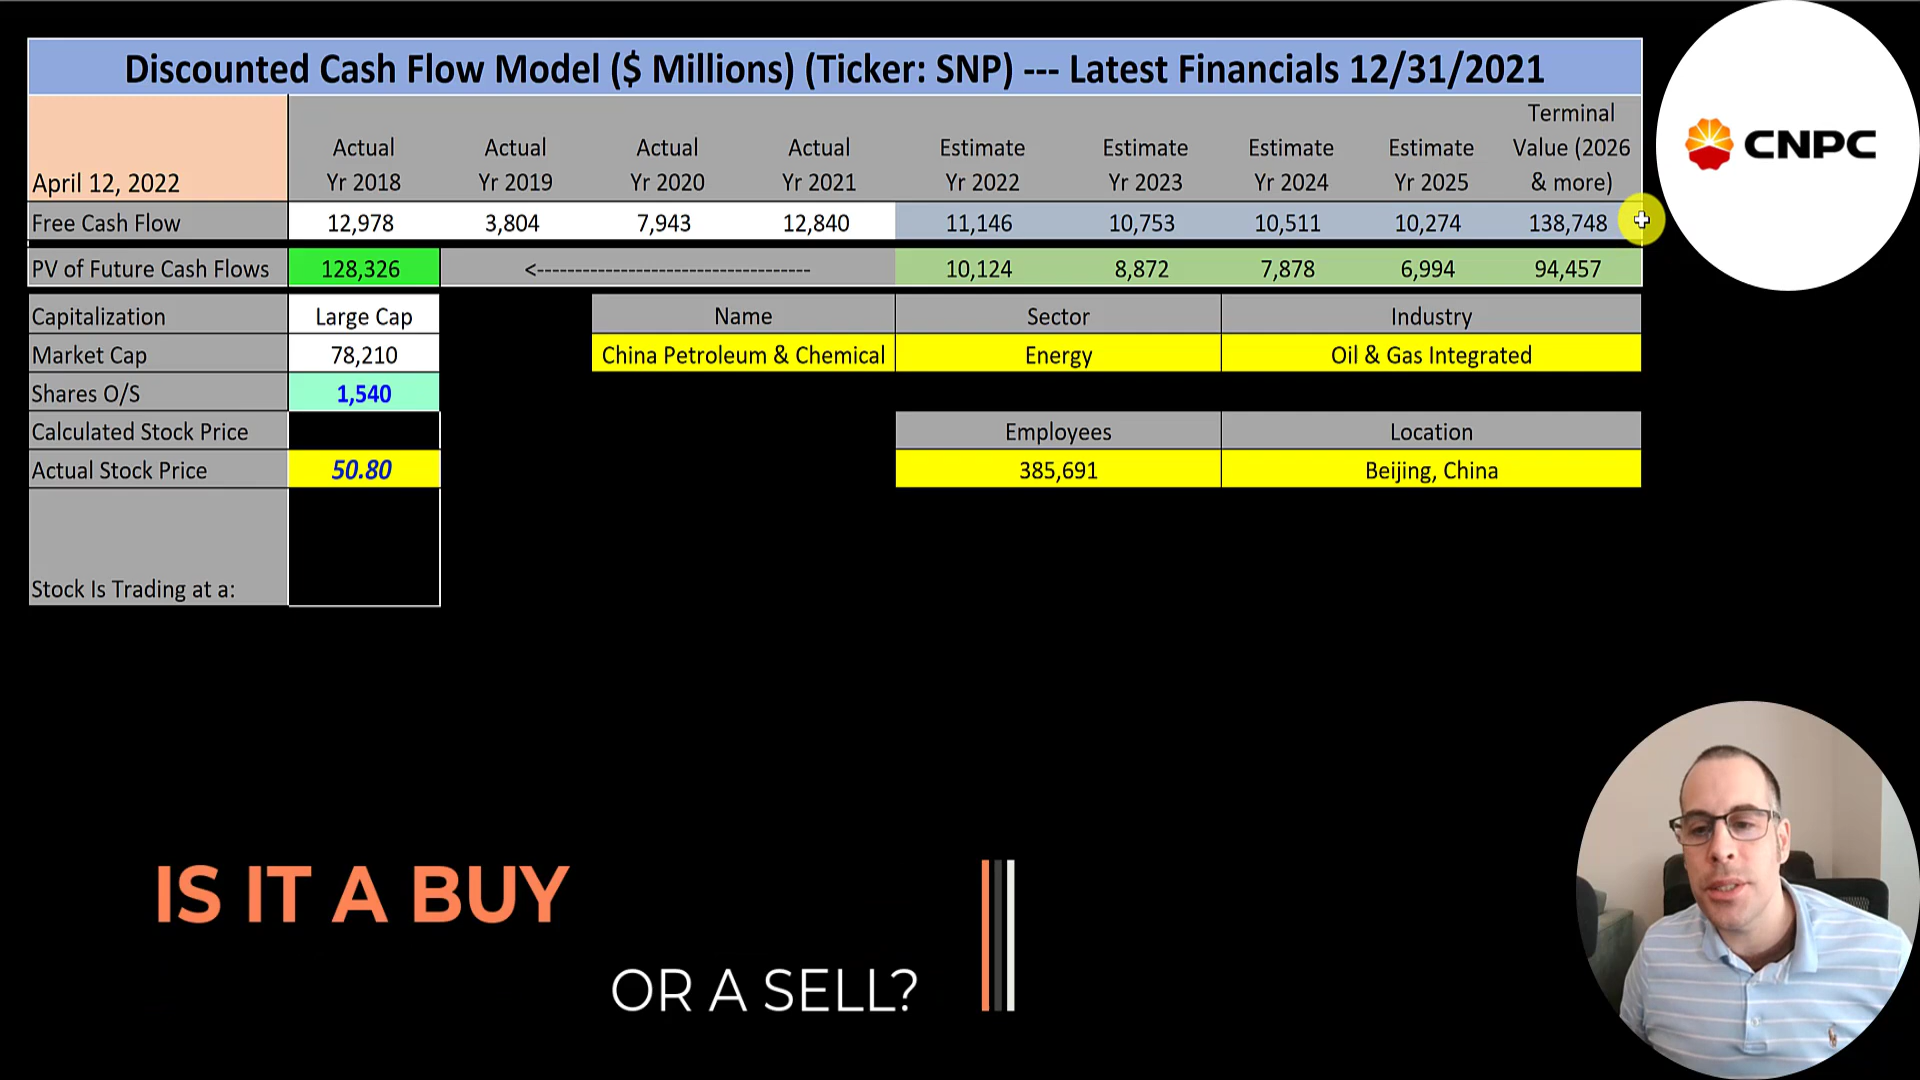 Discounted Cash Flow Model ($ Millions) (Ticker: SNP) --- Latest Financials 12/31/2021
April 12, 2022 Actual Yr 2018 Actual Yr 2019 Actual Yr 2020 Actual Yr 2021 Estimate Yr 2022 Estimate Yr 2023 Estimate Yr 2024 Estimate Yr 2025 Terminal Value (2026 & more)
CNPC
Free Cash Flow 12,978 3,804 7,943 12,840 11,146 10,753 10,511 10,274 138,748
PV of Future Cash Flows 128,326 <------------------------------------ 10,124 8,872 7,878 6,994 94,457
Capitalization Large Cap Name Sector Industry
Market Cap 78,210 China Petroleum & Chemical Energy Oil & Gas Integrated
Shares O/S 1,540
Calculated Stock Price Employees Location
Actual Stock Price 50.80 385,691 Beijing, China
Stock Is Trading at a:
IS IT A BUY
OR A SELL?